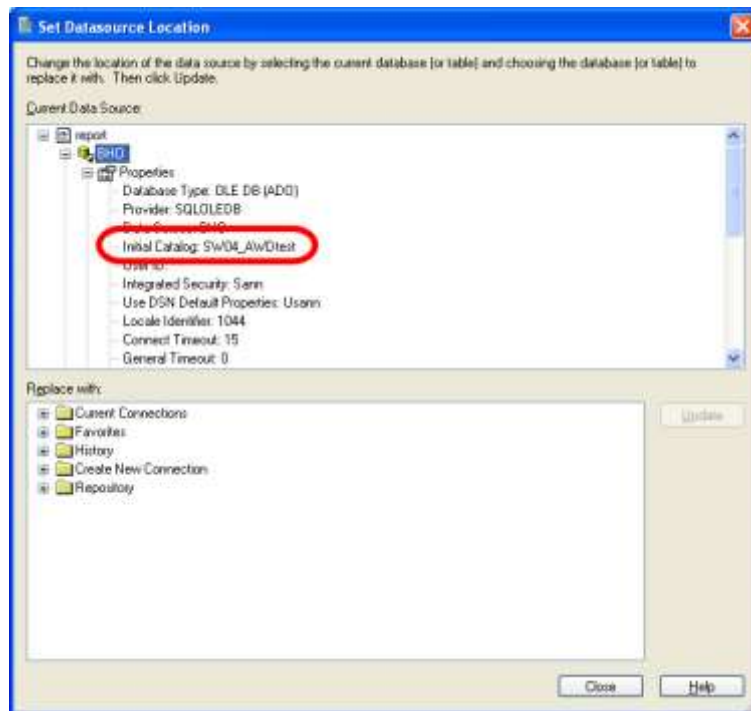 Set Datasource Location
Change the location of the data source by selecting the current database (or table) and choosing the database (or table) to
replace it with. Then click Update.
Current Data Source:
report
BHO
Properties
Database Type: OLE DB (ADO)
Provider: SQLOLEDB
Initial Catalog: SW04_AWDtest
User ID:
Integrated Security: Sann
Use DSN Default Properties: Usann
Locale Identifier: 1044
Connect Timeout: 15
General Timeout: 0
Replace with:
Update
Current Connections
Favorites
History
Create New Connection
Repository
Close
Help